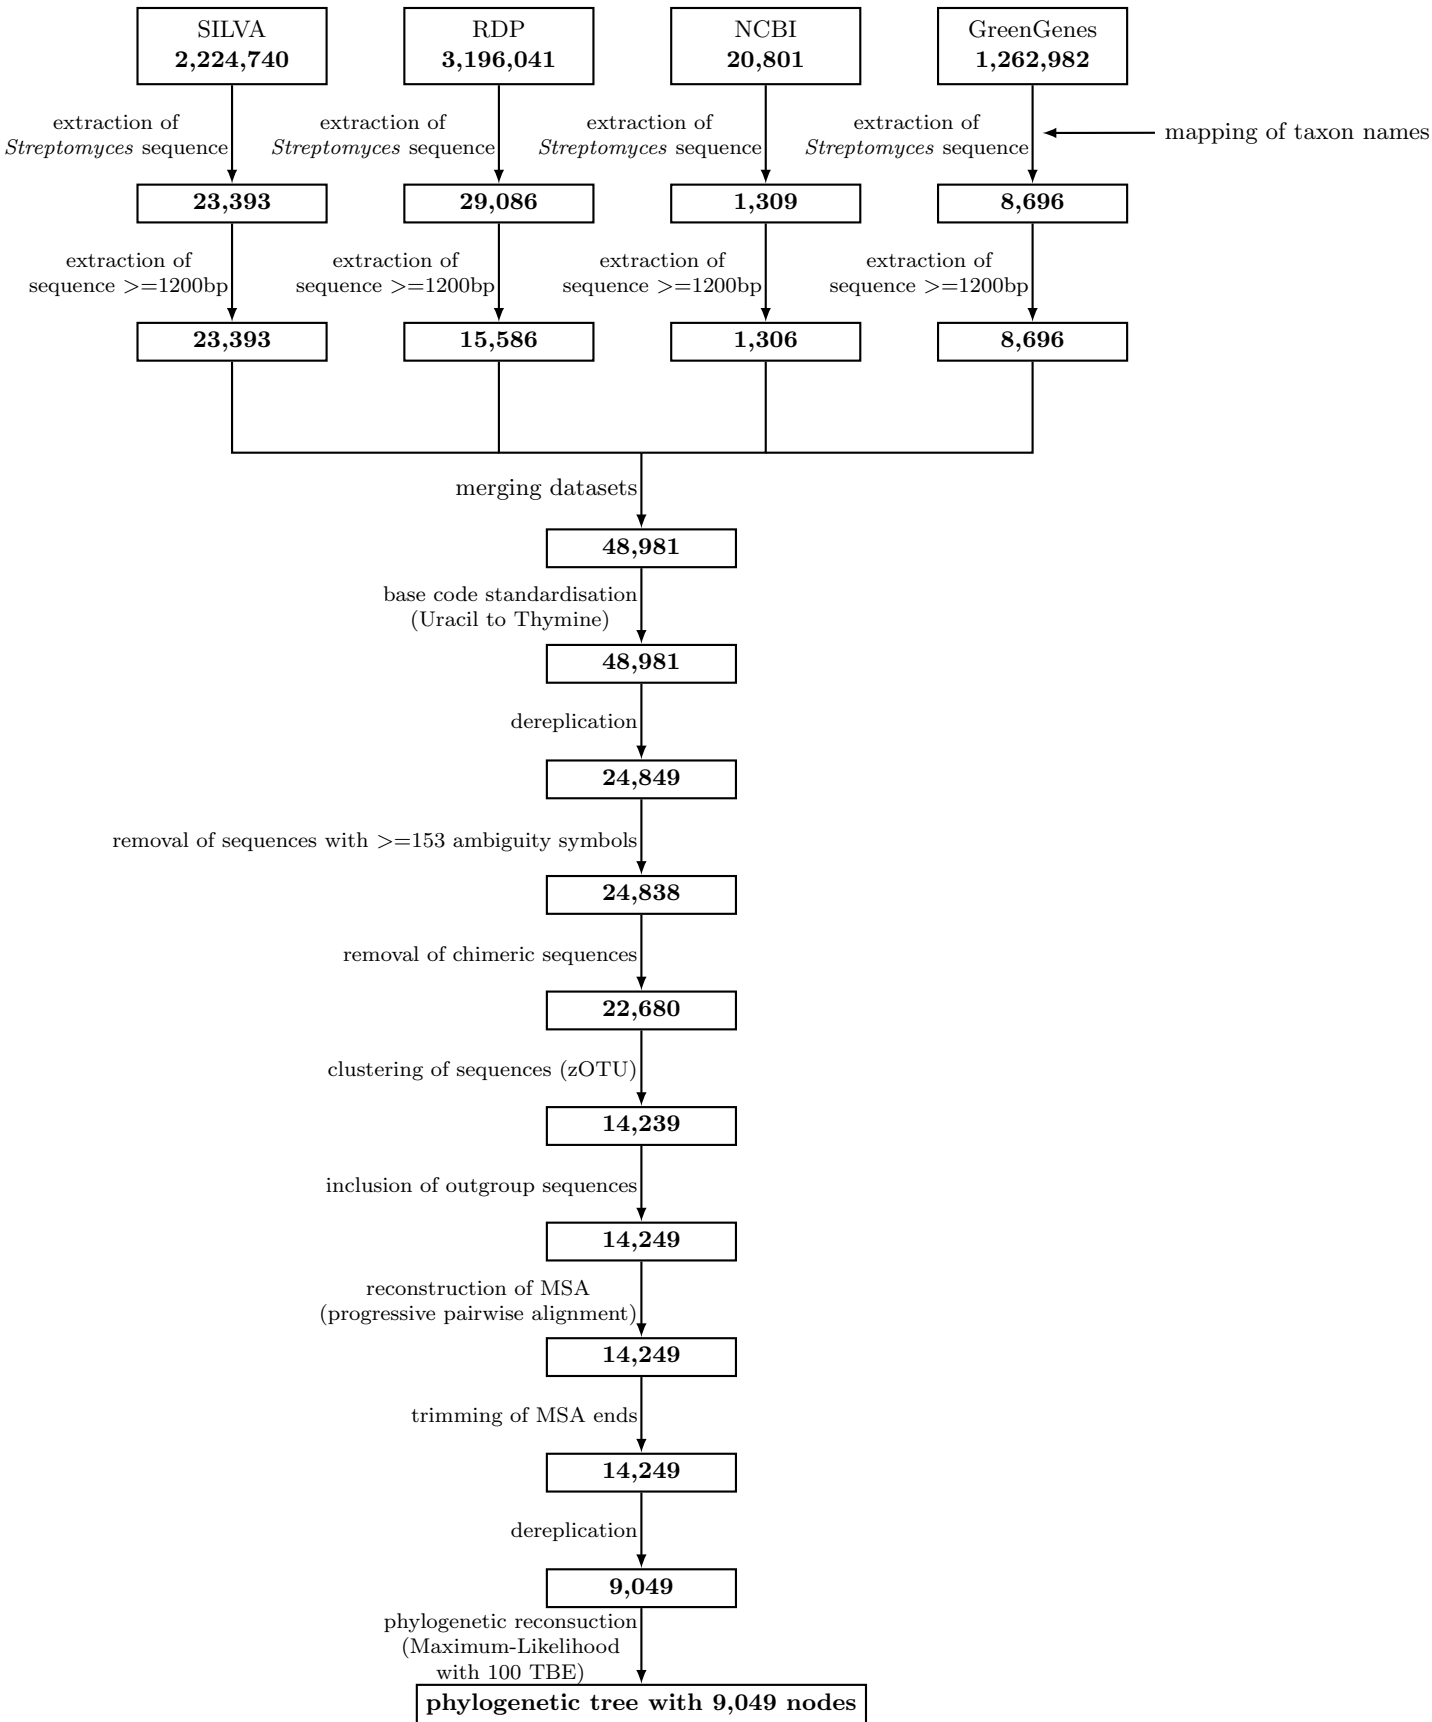 SILVA
2,224,740
RDP
3,196,041
NCBI
20,801
GreenGenes
1,262,982
extraction of
Streptomyces sequence
extraction of
Streptomyces sequence
extraction of
Streptomyces sequence
extraction of
Streptomyces sequence
mapping of taxon names
23,393
29,086
1,309
8,696
extraction of
sequence >=1200bp
extraction of
sequence >=1200bp
extraction of
sequence >=1200bp
extraction of
sequence >=1200bp
23,393
15,586
1,306
8,696
merging datasets
48,981
base code standardisation
(Uracil to Thymine)
48,981
dereplication
24,849
removal of sequences with >=153 ambiguity symbols
24,838
removal of chimeric sequences
22,680
clustering of sequences (zOTU)
14,239
inclusion of outgroup sequences
14,249
reconstruction of MSA
(progressive pairwise alignment)
14,249
trimming of MSA ends
14,249
dereplication
9,049
phylogenetic reconsuction
(Maximum-Likelihood
with 100 TBE)
phylogenetic tree with 9,049 nodes